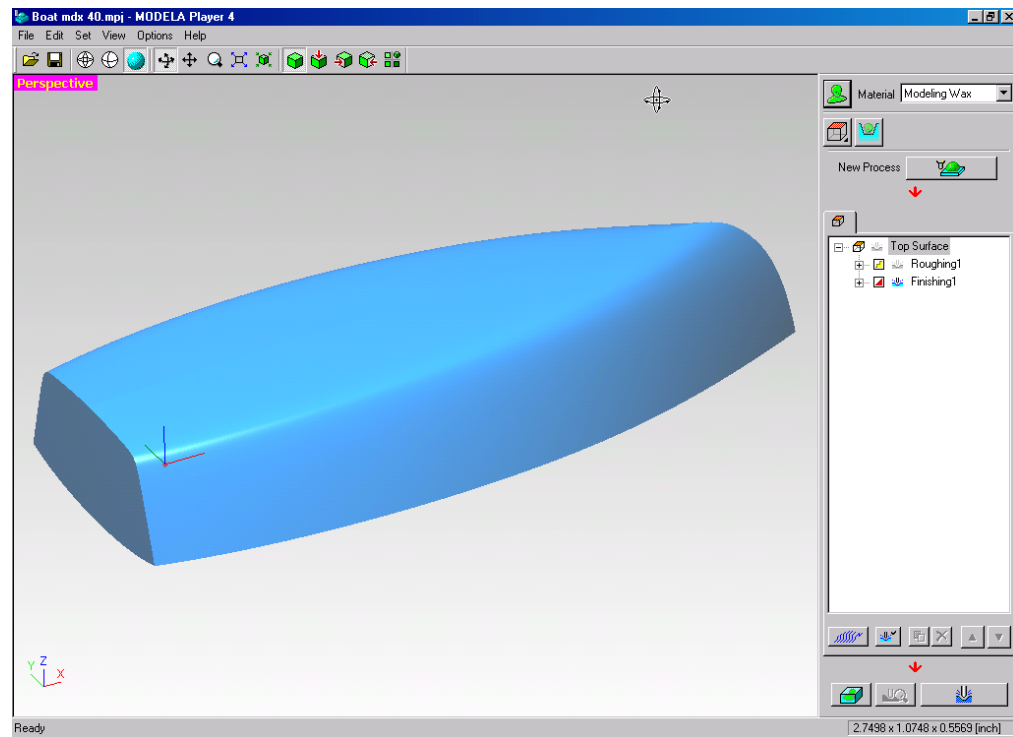 Boat mdx 40.mpj - MODELA Player 4
File Edit Set View Options Help
Perspective
Material Modeling Wax
New Process
Top Surface
Roughing1
Finishing1
Y Z X
Ready
2.7498 x 1.0748 x 0.5569 [inch]